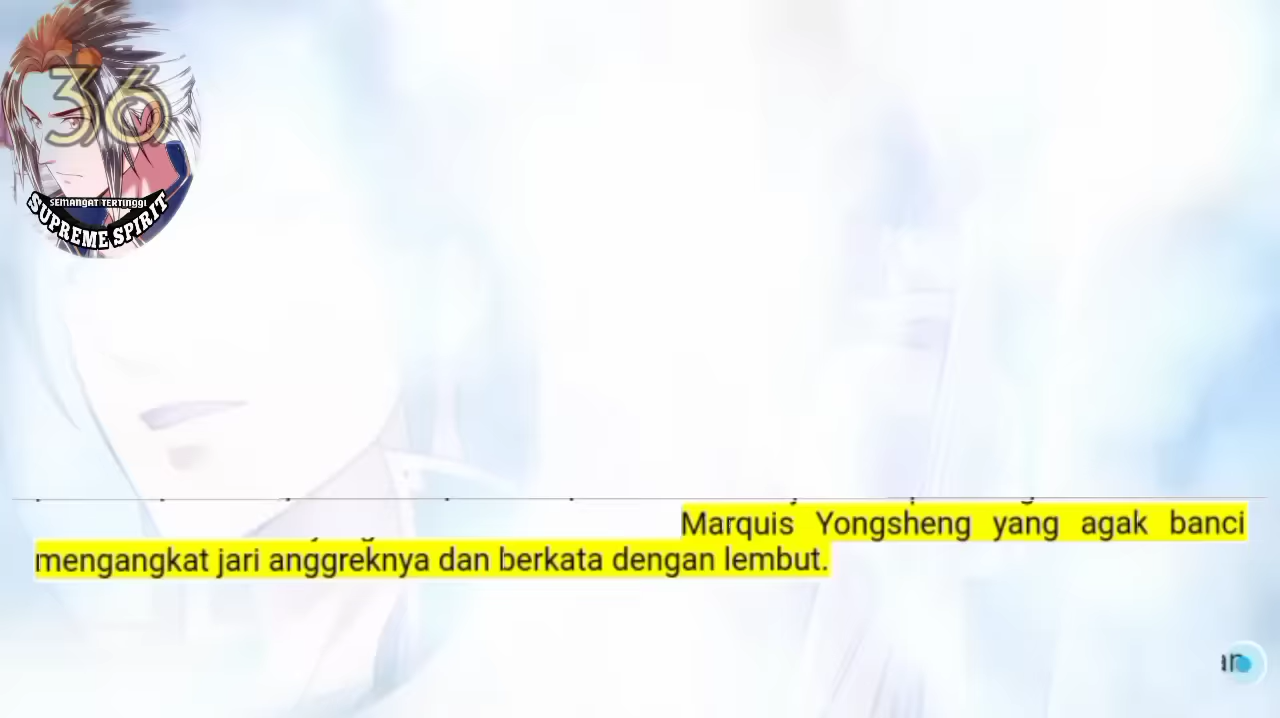 36
SEMANGAT TERTINGGI
SUPREME SPIRIT
Marquis Yongsheng yang agak banci
mengangkat jari anggreknya dan berkata dengan lembut.